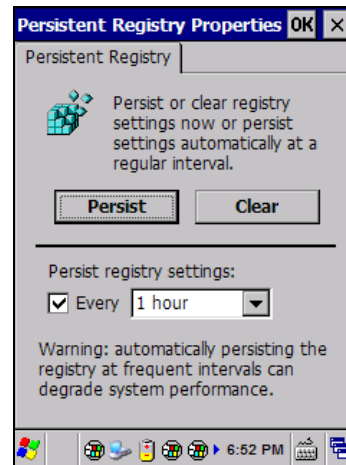 Persistent Registry Properties OK ×
Persistent Registry
Persist or clear registry
settings now or persist
settings automatically at a
regular interval.
Persist Clear
Persist registry settings:
Every 1 hour
Warning: automatically persisting the
registry at frequent intervals can
degrade system performance.
6:52 PM